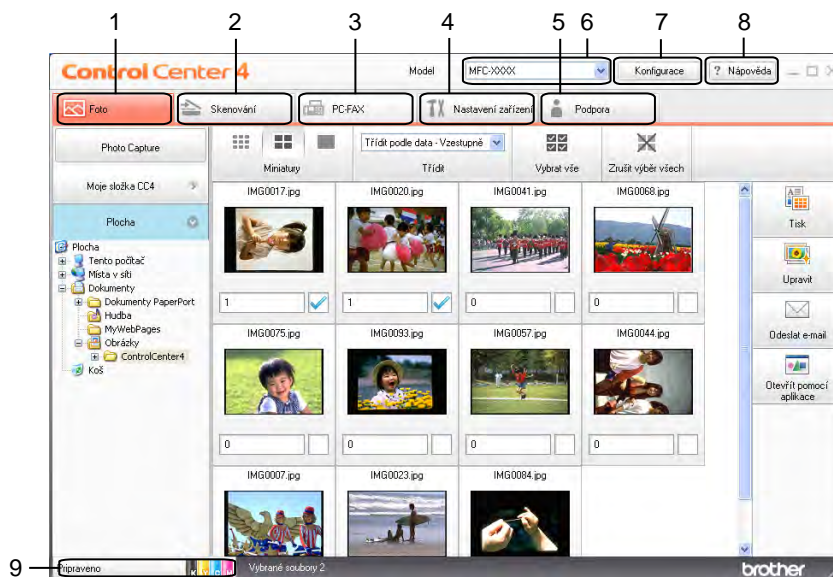 1 2 3 4 5 6 7 8
Control Center 4
Model
MFC-XXXX
Konfigurace
? Nápověda
Foto
Skenování
PC-FAX
Nastavení zařízení
Podpora
Photo Capture
Moje složka CC4
Plocha
Miniatury
Třídit podle data - Vzestupně
Třídit
Vybrat vše
Zrušit výběr všech
Plocha
Tento počítač
Místa v síti
Dokumenty
Dokumenty PaperPort
Hudba
MyWebPages
Obrázky
ControlCenter4
Koš
IMG0017.jpg IMG0020.jpg IMG0041.jpg IMG0068.jpg
1 1 0 0
IMG0075.jpg IMG0093.jpg IMG0057.jpg IMG0044.jpg
0 0 0 0
IMG0007.jpg IMG0023.jpg IMG0084.jpg
Tisk
Upravit
Odeslat e-mail
Otevřít pomocí
aplikace
9
Připraveno
K Y C M
Vybrané soubory 2
brother